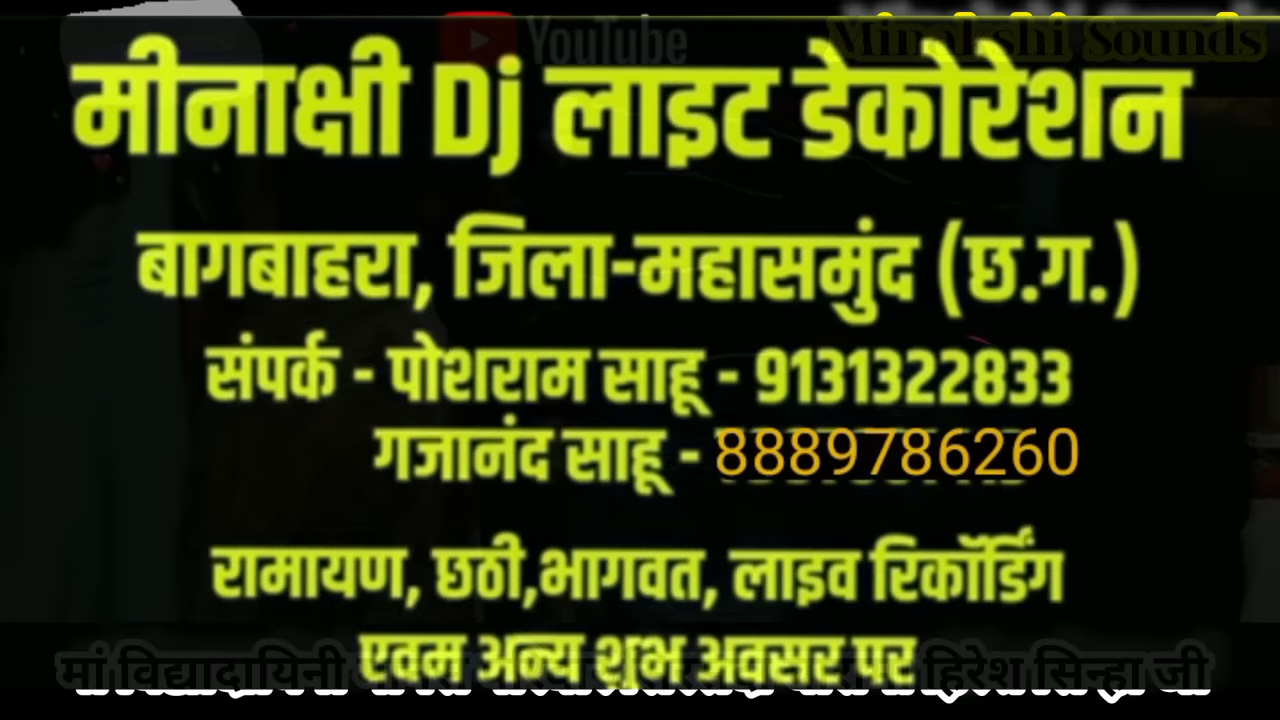 YouTube
Minakshi Sounds
मीनाक्षी Dj लाइट डेकोरेशन
बागबाहरा, जिला-महासमुंद (छ.ग.)
संपर्क - पोशराम साहू - 9131322833
गजानंद साहू - 8889786260
रामायण, छठी,भागवत, लाइव रिकॉर्डिंग
एवम अन्य शुभ अवसर पर
मां विद्यादायिनी हिरेश सिन्हा जी